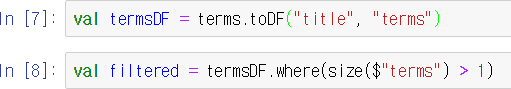 In [7]: val termsDF = terms.toDF("title", "terms")
In [8]: val filtered = termsDF.where(size($"terms") > 1)